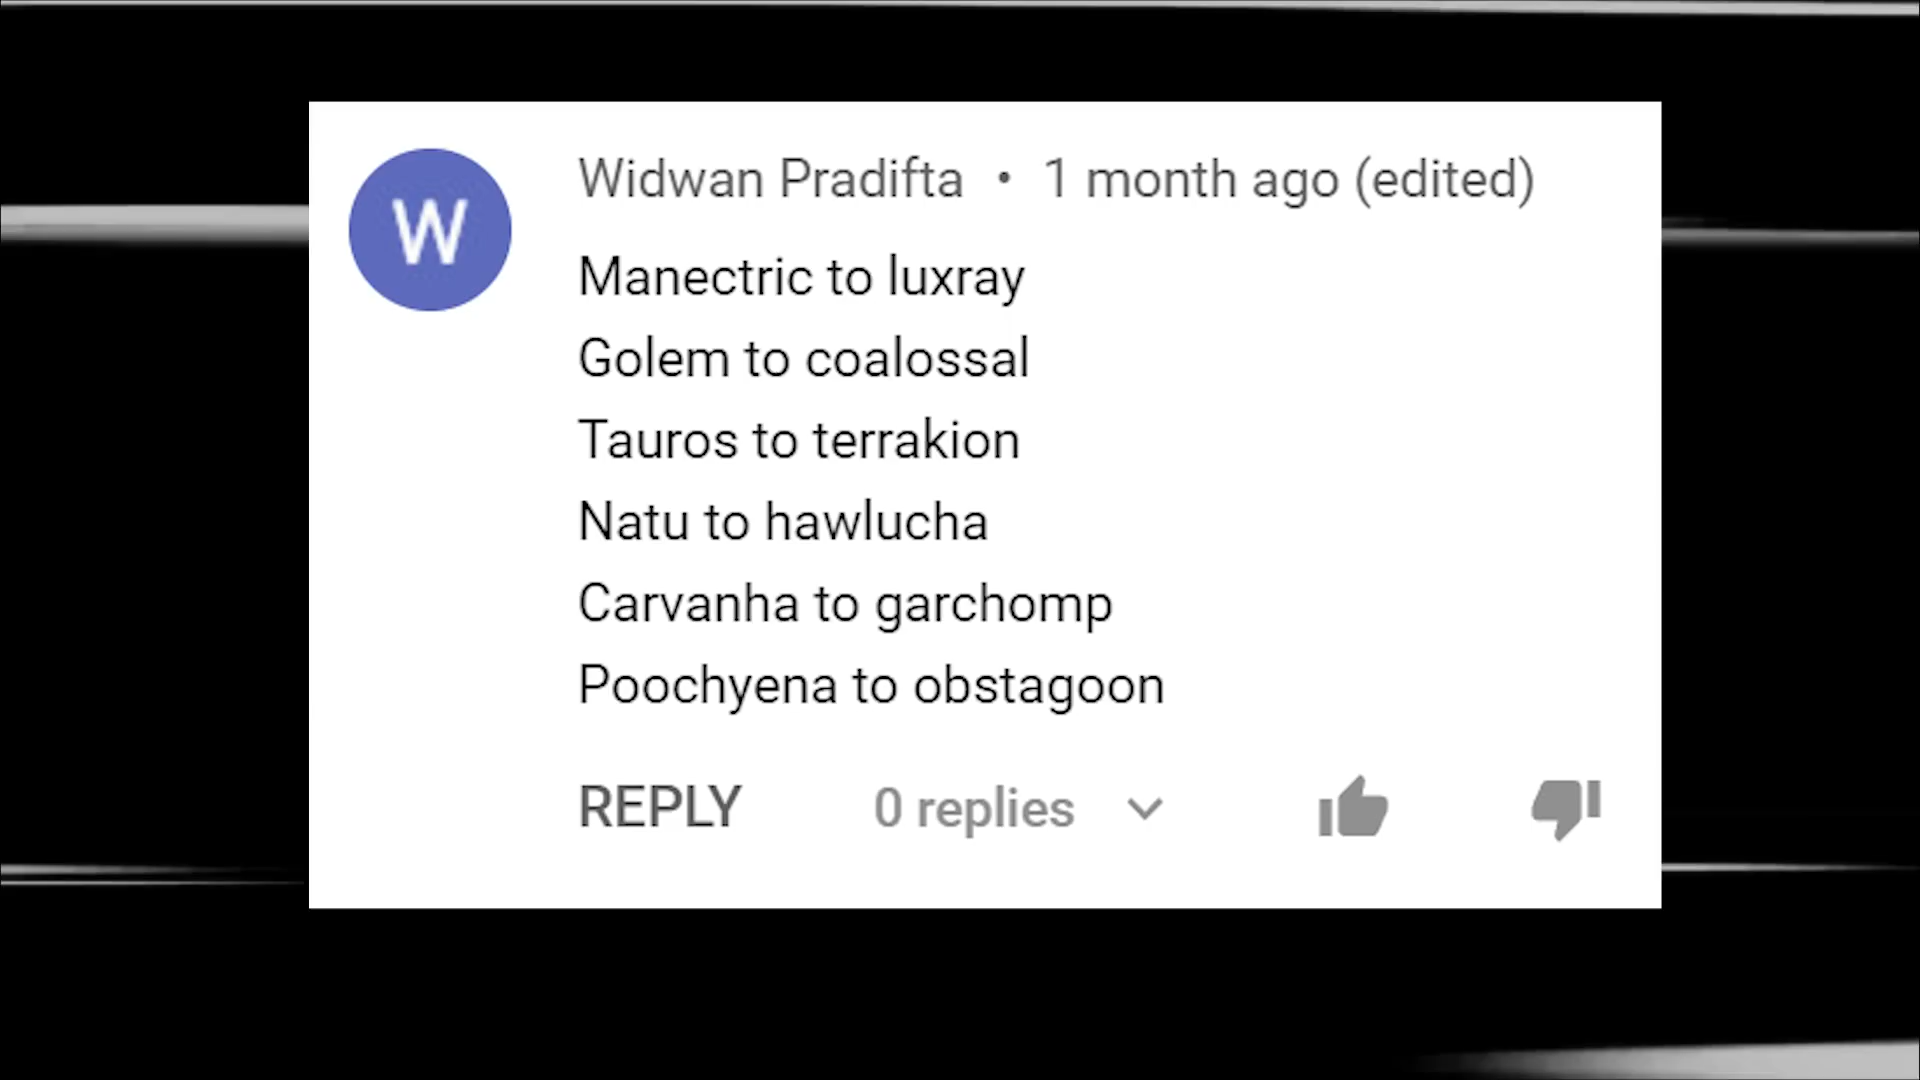 W
Widwan Pradifta • 1 month ago (edited)
Manectric to luxray
Golem to coalossal
Tauros to terrakion
Natu to hawlucha
Carvanha to garchomp
Poochyena to obstagoon
REPLY 0 replies